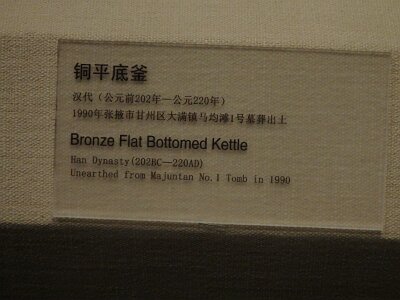 铜平底釜
汉代（公元前202年—公元220年）
1990年张掖市甘州区大满镇马均滩1号墓葬出土
Bronze Flat Bottomed Kettle
Han Dynasty(202BC—220AD)
Unearthed from Majuntan No.1 Tomb in 1990